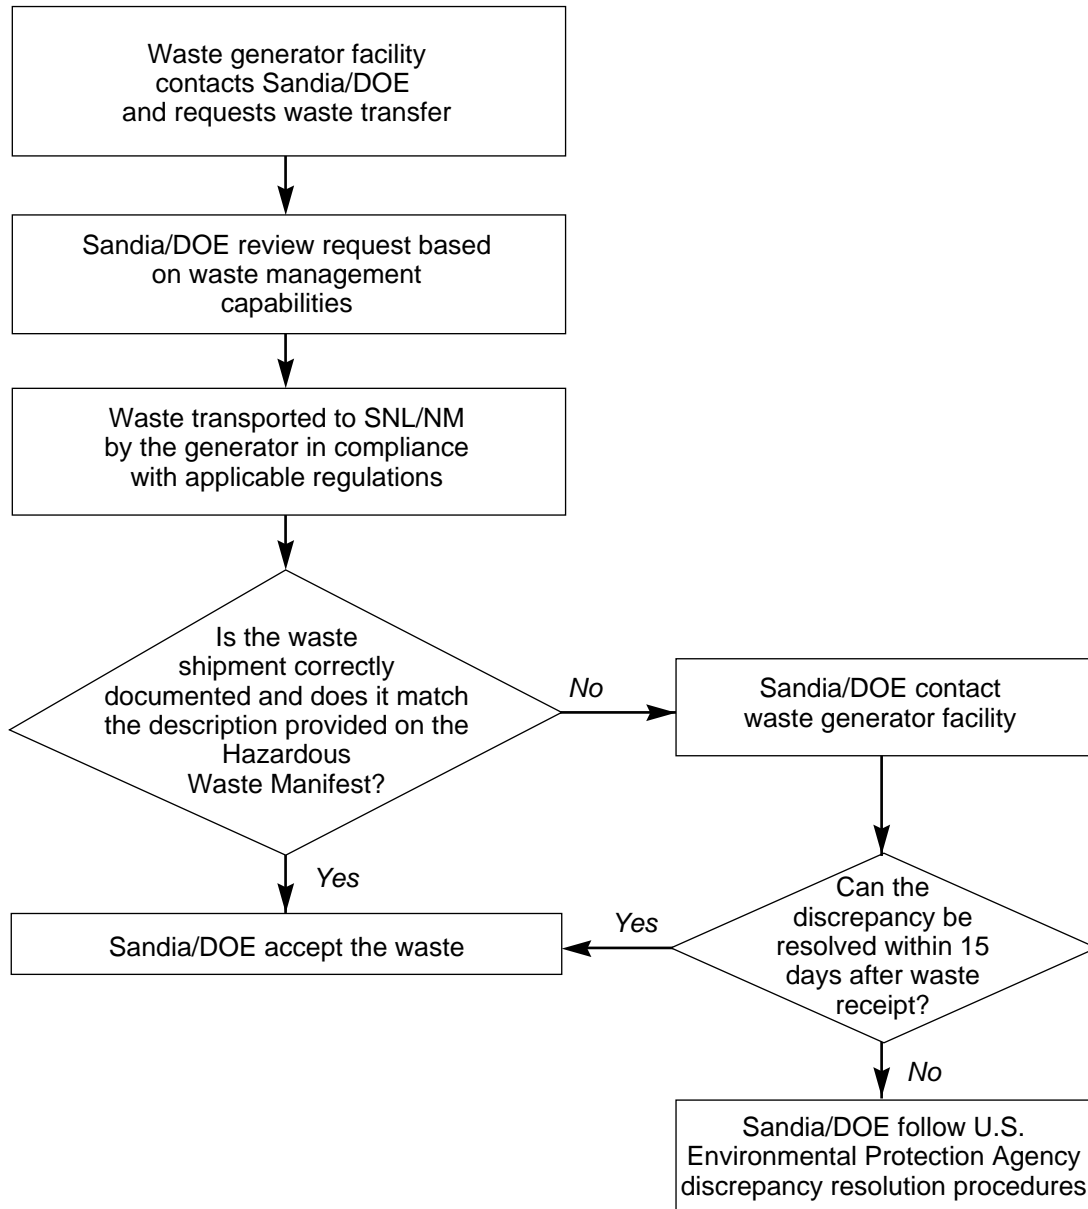 Waste generator facility
contacts Sandia/DOE
and requests waste transfer
Sandia/DOE review request based
on waste management
capabilities
Waste transported to SNL/NM
by the generator in compliance
with applicable regulations
Is the waste
shipment correctly
documented and does it match
the description provided on the
Hazardous
Waste Manifest?
No
Sandia/DOE contact
waste generator facility
Yes
Sandia/DOE accept the waste
Yes
Can the
discrepancy be
resolved within 15
days after waste
receipt?
No
Sandia/DOE follow U.S.
Environmental Protection Agency
discrepancy resolution procedures